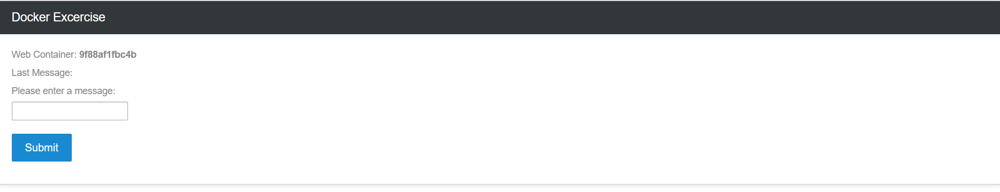 Docker Excercise
Web Container: 9f88af1fbc4b
Last Message:
Please enter a message:
Submit